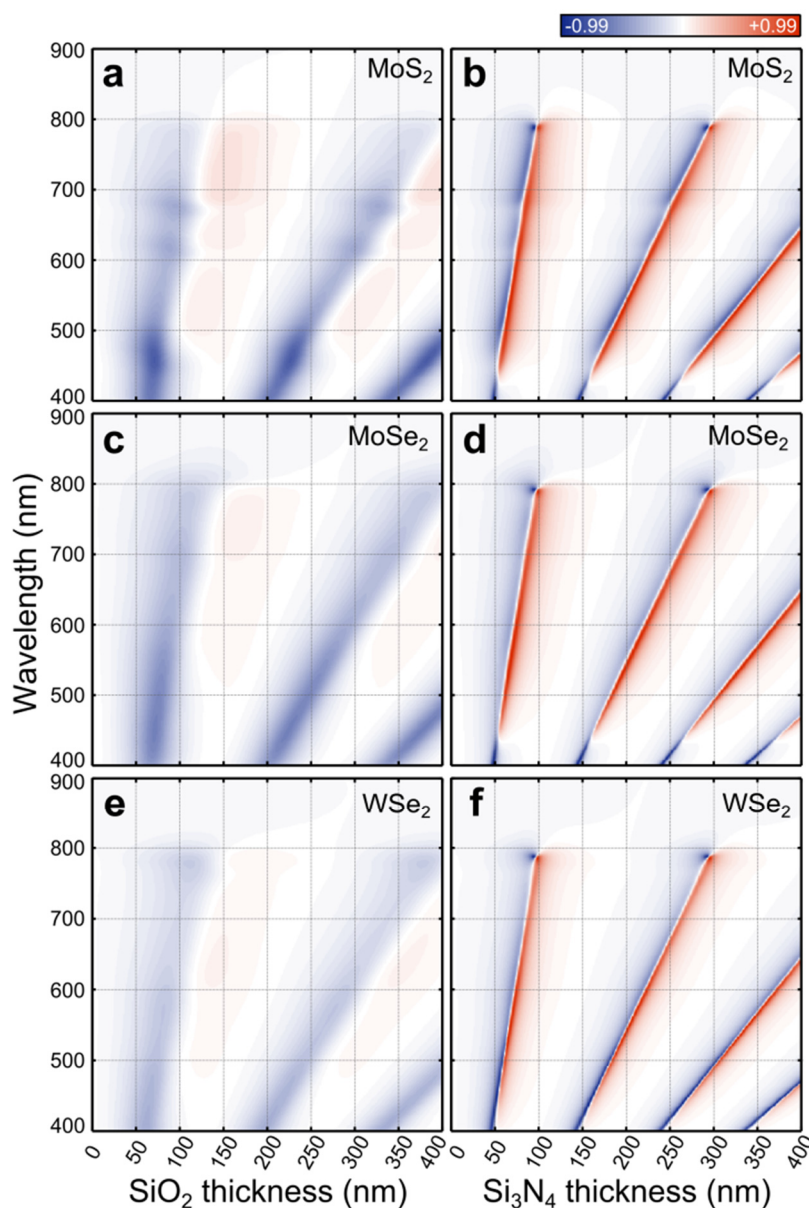 -0.99 +0.99
a MoS₂
b MoS₂
900
800
700
600
500
400
c MoSe₂
d MoSe₂
900
800
700
600
500
400
Wavelength (nm)
e WSe₂
f WSe₂
900
800
700
600
500
400
0 50 100 150 200 250 300 350 400
0 50 100 150 200 250 300 350 400
SiO₂ thickness (nm)
Si₃N₄ thickness (nm)